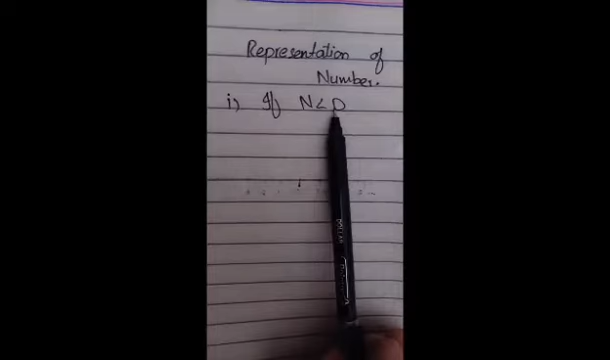 Representation of
Number.
i) If N < D